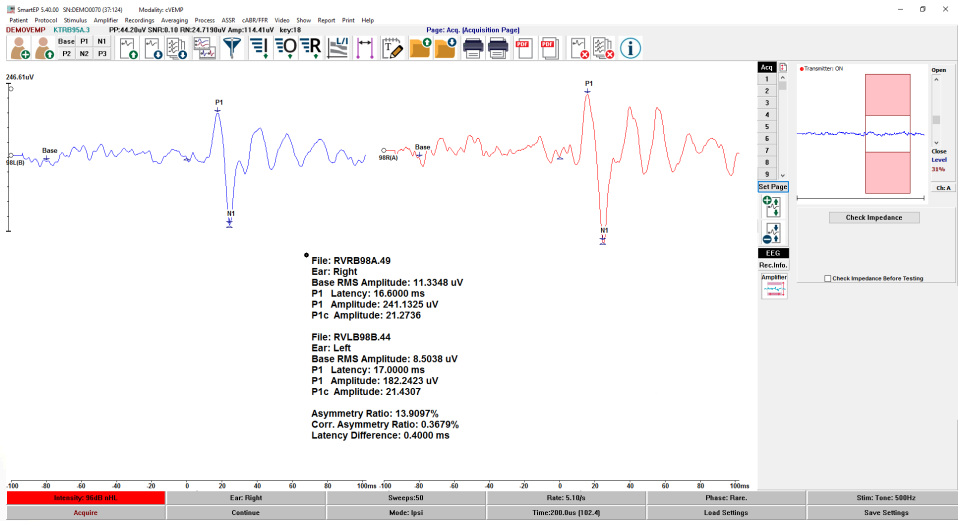 SmartEP 5.40.00 SN:DEMO0070 (37:124) Modality: cVEMP
Patient Protocol Stimulus Amplifier Recordings Averaging Process ASSR cABR/FFR Video Show Report Print Help
DEMOVEMP KTRB95A.3 PP:44.20uV SNR:0.10 RN:24.7190uV Amp:114.41uV key:18 Page: Acq. (Acquisition Page)
Base P1 N1
P2 N2 P3
L/I
PDF PDF
246.61uV
98L(B)
Base
P1
N1
98R(A)
Base
P1
N1
File: RVRB98A.49
Ear: Right
Base RMS Amplitude: 11.3348 uV
P1 Latency: 16.6000 ms
P1 Amplitude: 241.1325 uV
P1c Amplitude: 21.2736
File: RVLB98B.44
Ear: Left
Base RMS Amplitude: 8.5038 uV
P1 Latency: 17.0000 ms
P1 Amplitude: 182.2423 uV
P1c Amplitude: 21.4307
Asymmetry Ratio: 13.9097%
Corr. Asymmetry Ratio: 0.3679%
Latency Difference: 0.4000 ms
-100 -80 -60 -40 -20 0 20 40 60 80 100ms -100 -80 -60 -40 -20 0 20 40 60 80 100ms
Acq
1
2
3
4
5
6
7
8
9
Set Page
EEG
Rec.Info.
Amplifier
Transmitter: ON
Open
Close
Level
31%
Clc A
Check Impedance
Check Impedance Before Testing
Intensity: 96dB nHL Ear: Right Sweeps:50 Rate: 5.10/s Phase: Rare. Stim: Tone: 500Hz
Acquire Continue Mode: Ipsi Time:200.0us (102.4) Load Settings Save Settings